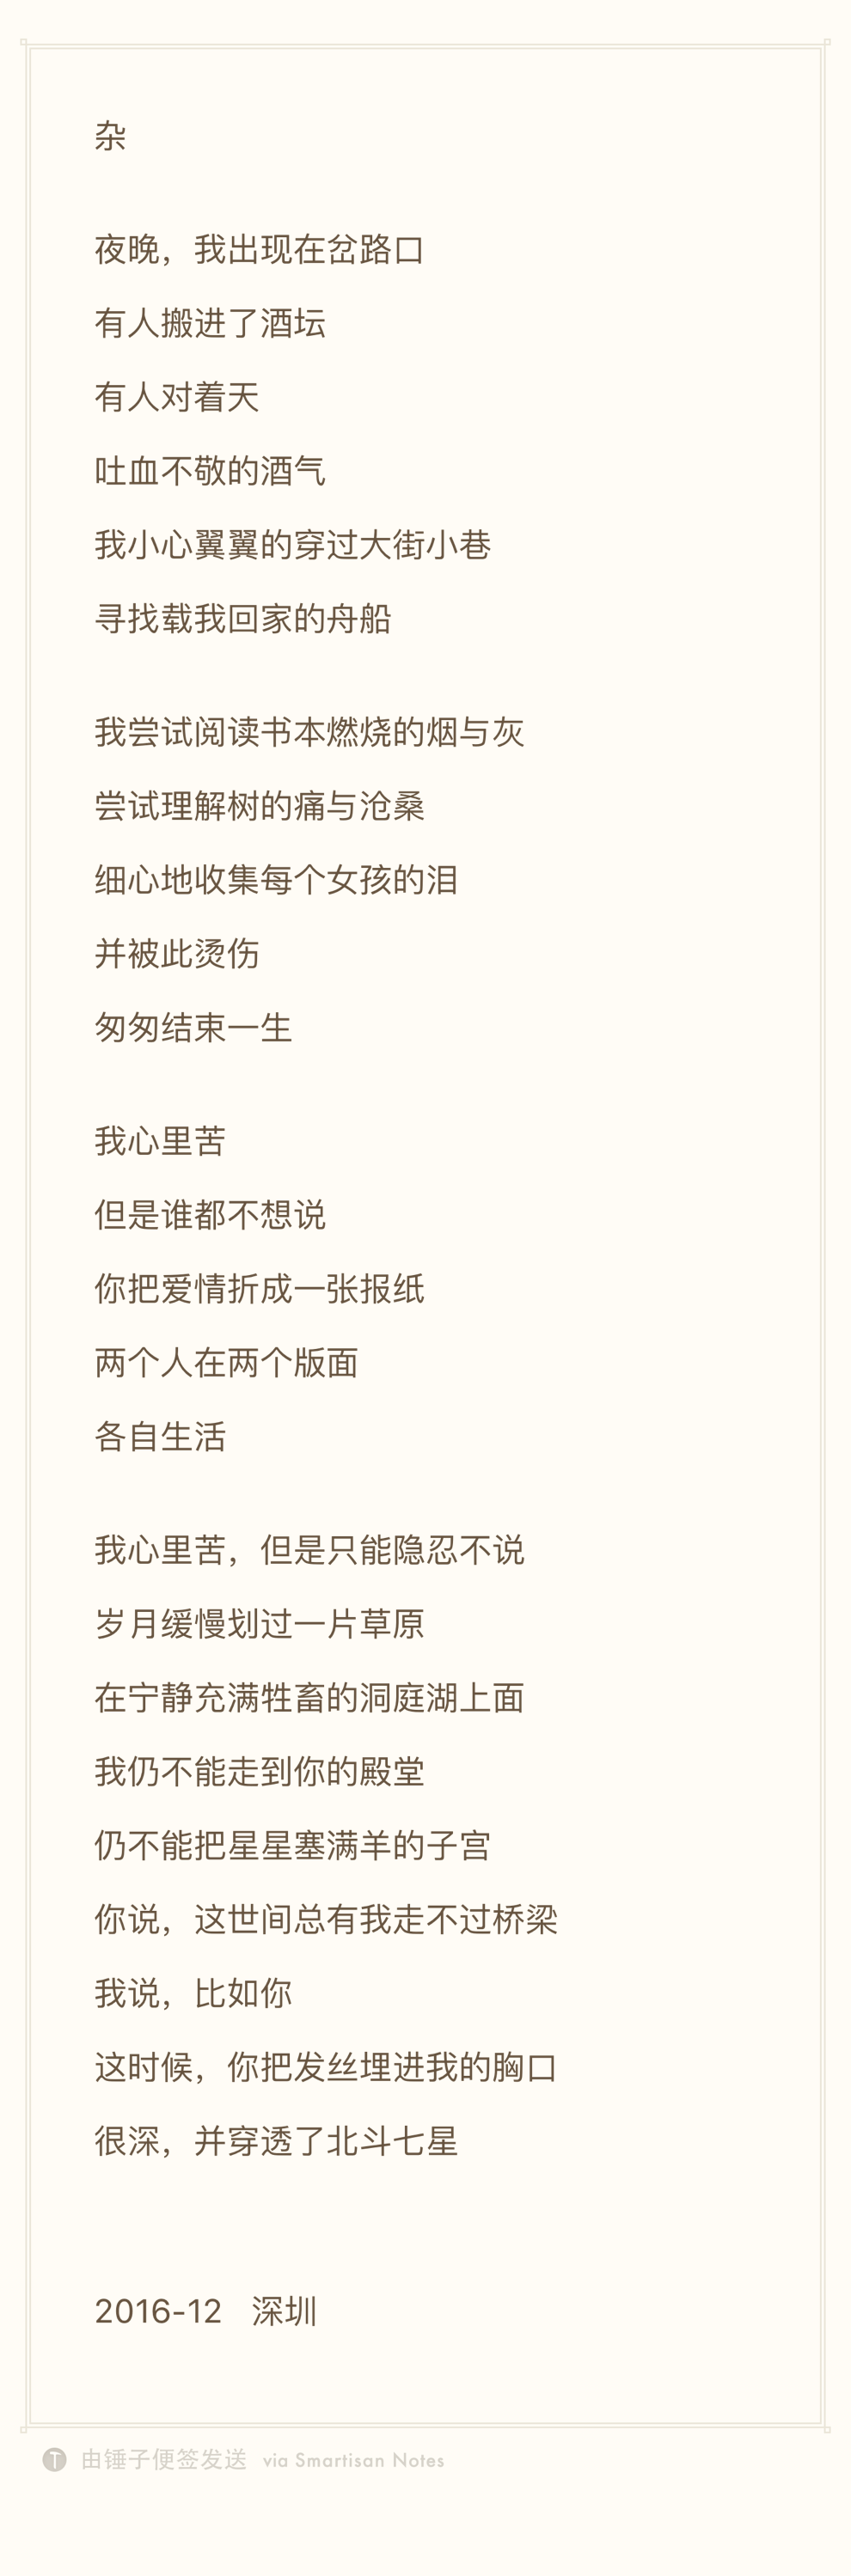 杂
夜晚，我出现在岔路口
有人搬进了酒坛
有人对着天
吐血不敬的酒气
我小心翼翼的穿过大街小巷
寻找载我回家的舟船
我尝试阅读书本燃烧的烟与灰
尝试理解树的痛与沧桑
细心地收集每个女孩的泪
并被此烫伤
匆匆结束一生
我心里苦
但是谁都不想说
你把爱情折成一张报纸
两个人在两个版面
各自生活
我心里苦，但是只能隐忍不说
岁月缓慢划过一片草原
在宁静充满牲畜的洞庭湖上面
我仍不能走到你的殿堂
仍不能把星星塞满羊的子宫
你说，这世间总有我走不过桥梁
我说，比如你
这时候，你把发丝埋进我的胸口
很深，并穿透了北斗七星
2016-12 深圳
由锤子便签发送 via Smartisan Notes